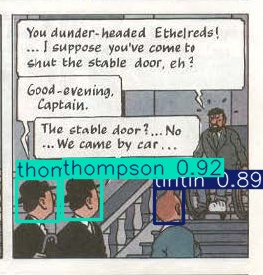 You dunder-headed Ethelreds!
... I suppose you've come to
shut the stable door, eh?
Good-evening,
Captain.
The stable door?... No
... We came by car...
thonthompson 0.92
tintin 0.89